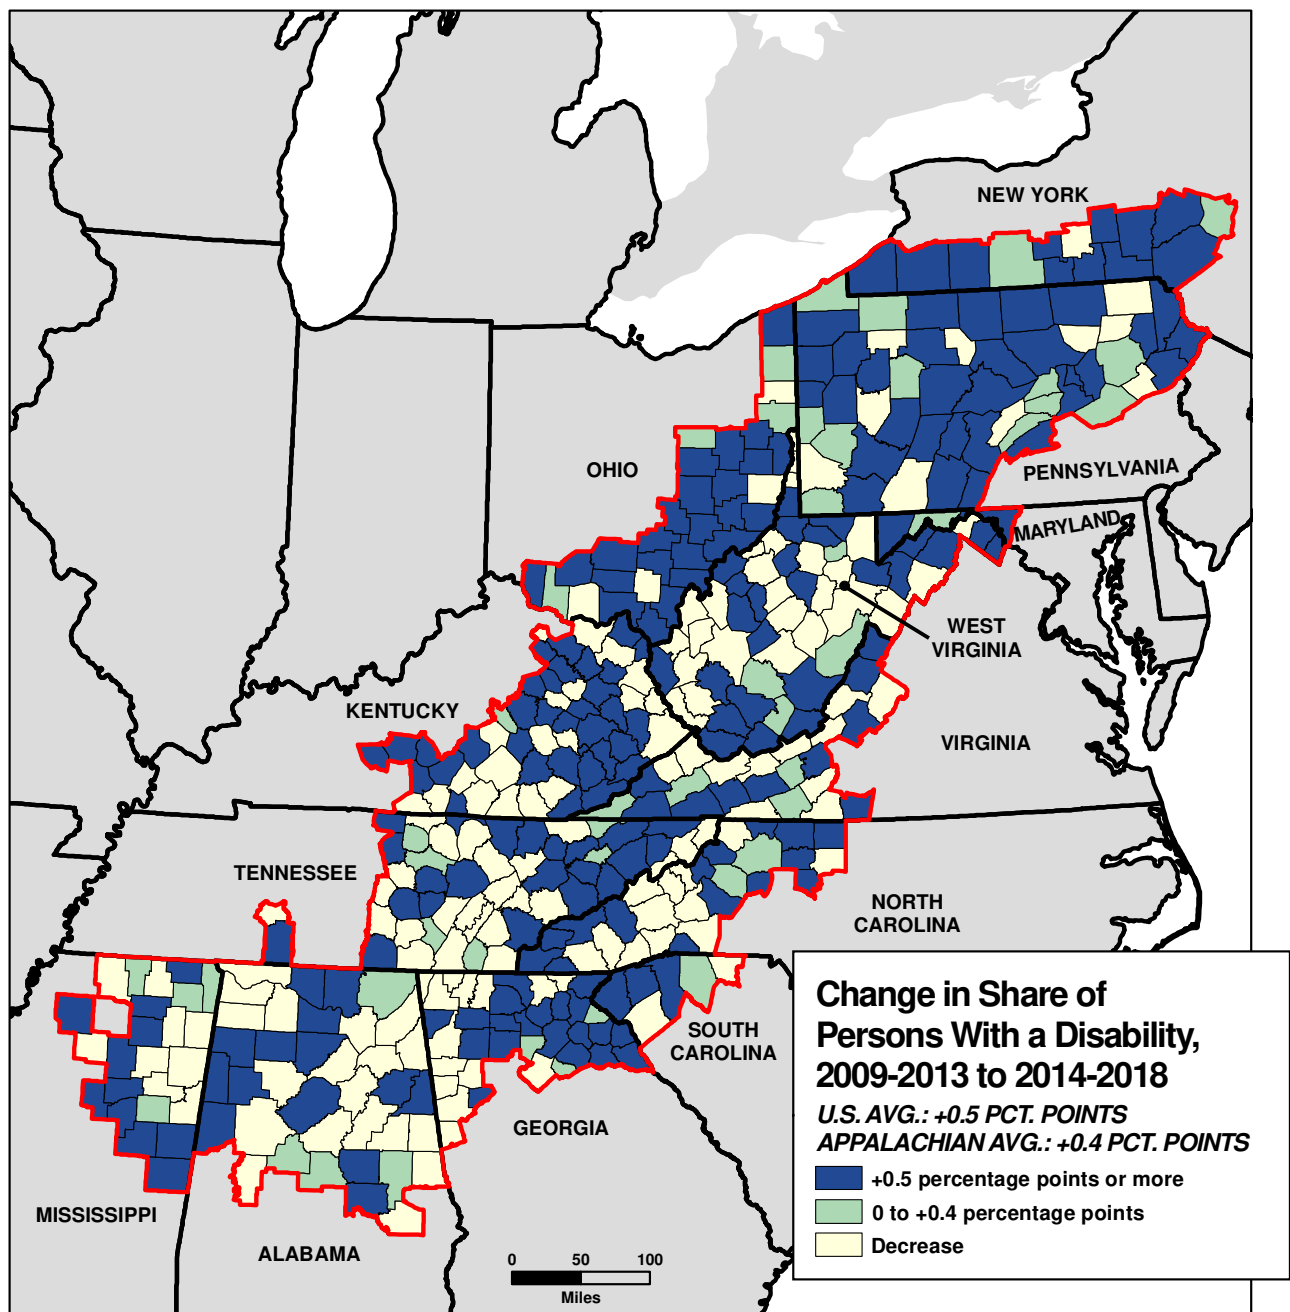 NEW YORK
OHIO
PENNSYLVANIA
MARYLAND
WEST
VIRGINIA
KENTUCKY
VIRGINIA
TENNESSEE
NORTH
CAROLINA
SOUTH
CAROLINA
GEORGIA
MISSISSIPPI
ALABAMA
0 50 100
Miles
Change in Share of
Persons With a Disability,
2009-2013 to 2014-2018
U.S. AVG.: +0.5 PCT. POINTS
APPALACHIAN AVG.: +0.4 PCT. POINTS
+0.5 percentage points or more
0 to +0.4 percentage points
Decrease